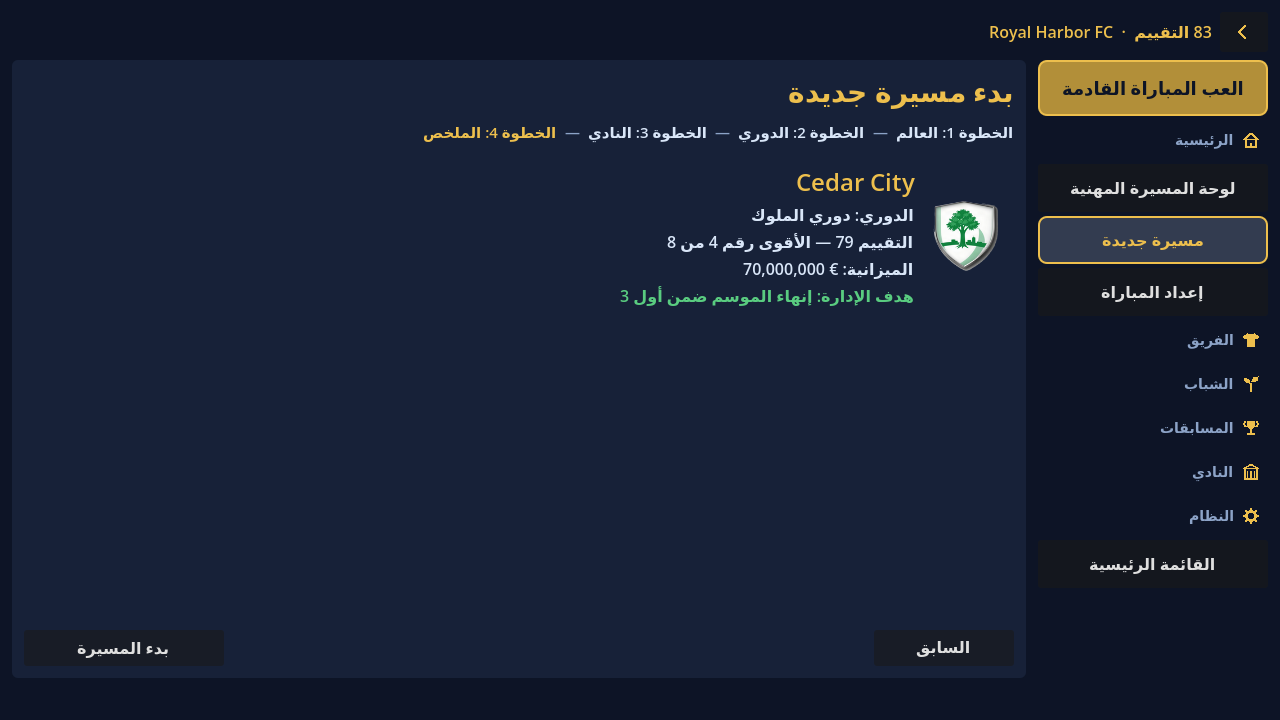 83 التقييم · Royal Harbor FC
العب المباراة القادمة
الرئيسية
لوحة المسيرة المهنية
مسيرة جديدة
إعداد المباراة
الفريق
الشباب
المسابقات
النادي
النظام
القائمة الرئيسية
بدء مسيرة جديدة
الخطوة 1: العالم — الخطوة 2: الدوري — الخطوة 3: النادي — الخطوة 4: الملخص
Cedar City
الدوري: دوري الملوك
التقييم 79 — الأقوى رقم 4 من 8
الميزانية: € 70,000,000
هدف الإدارة: إنهاء الموسم ضمن أول 3
السابق
بدء المسيرة